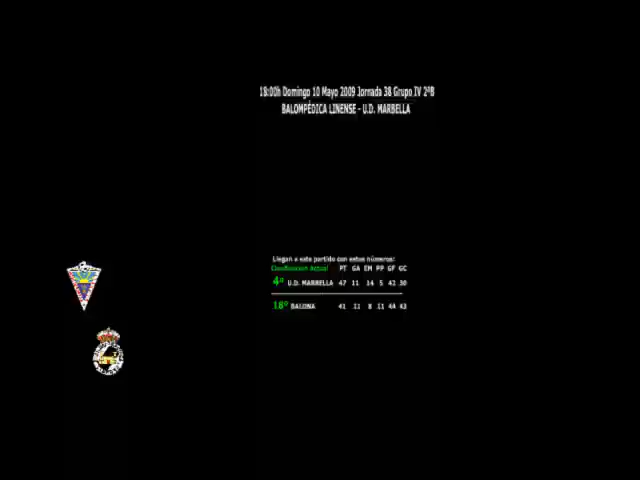 18:00h Domingo 10 Mayo 2009 Jornada 38 Grupo IV 2ªB
BALOMPÉDICA LINENSE - U.D. MARBELLA
Llegan a este partido con estos números:
Clasificacion Actual PT GA EM PP GF GC
4º U.D. MARBELLA 47 11 14 5 42 30
18º BALONA 41 11 8 11 44 43